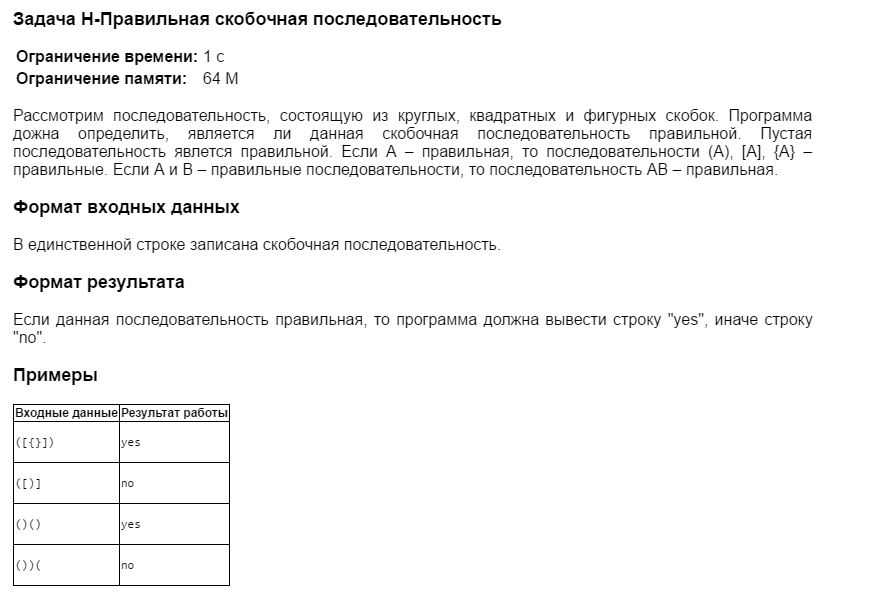 Задача H-Правильная скобочная последовательность
Ограничение времени: 1 с
Ограничение памяти: 64 M
Рассмотрим последовательность, состоящую из круглых, квадратных и фигурных скобок. Программа
дожна определить, является ли данная скобочная последовательность правильной. Пустая
последовательность явлется правильной. Если A – правильная, то последовательности (A), [A], {A} –
правильные. Если A и B – правильные последовательности, то последовательность AB – правильная.
Формат входных данных
В единственной строке записана скобочная последовательность.
Формат результата
Если данная последовательность правильная, то программа должна вывести строку "yes", иначе строку
"no".
Примеры
Входные данные Результат работы
([{}]) yes
([)] no
()() yes
())( no